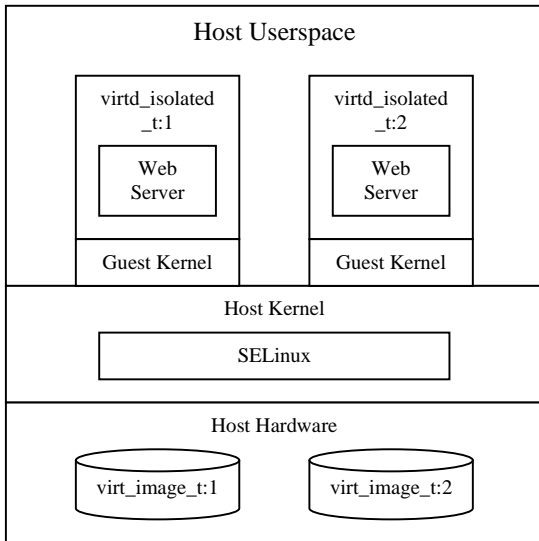 Host Userspace
virtd_isolated
_t:1
Web
Server
Guest Kernel
virtd_isolated
_t:2
Web
Server
Guest Kernel
Host Kernel
SELinux
Host Hardware
virt_image_t:1
virt_image_t:2